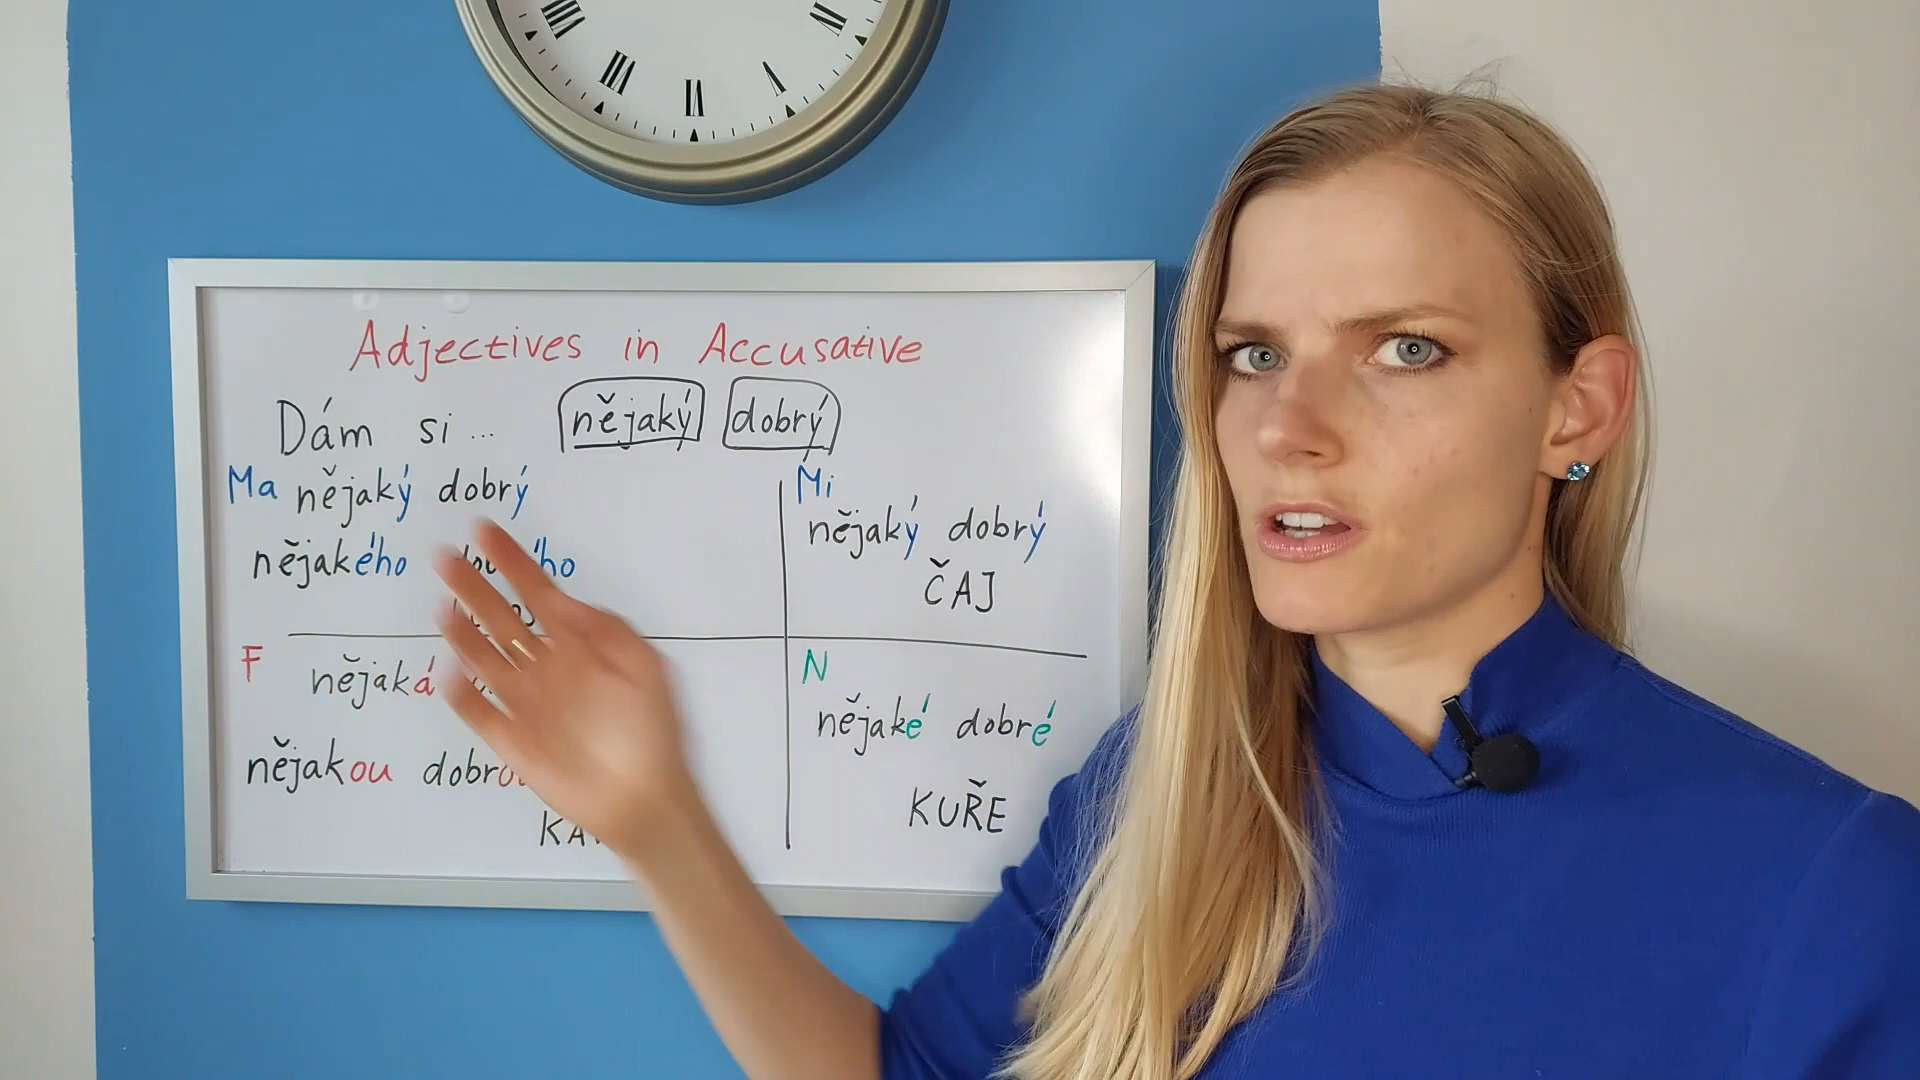 Adjectives in Accusative
Dám si ... nějaký dobrý
Ma nějaký dobrý
nějakého
F nějaká
nějakou
Mi
nějaký dobrý
ČAJ
N
nějaké dobré
KUŘE